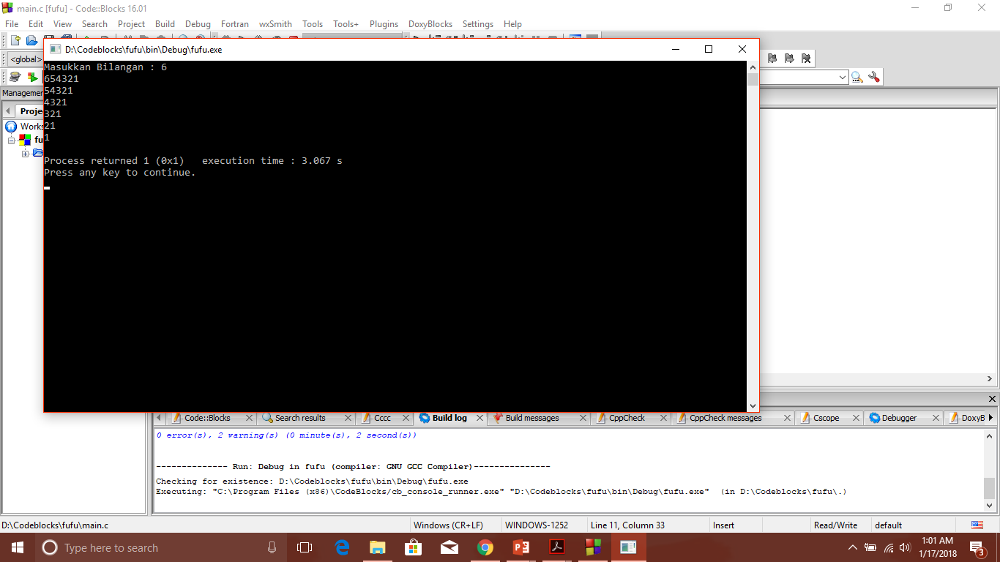 main.c [fufu] - Code::Blocks 16.01
File Edit View Search Project Build Debug Fortran wxSmith Tools Tools+ Plugins DoxyBlocks Settings Help
D:\Codeblocks\fufu\bin\Debug\fufu.exe
<global>
Masukkan Bilangan : 6
654321
54321
4321
321
21
1
Process returned 1 (0x1)   execution time : 3.067 s
Press any key to continue.
Code::Blocks Search results Cccc Build log Build messages CppCheck CppCheck messages Cscope Debugger DoxyB
0 error(s), 2 warning(s) (0 minute(s), 2 second(s))
-------------- Run: Debug in fufu (compiler: GNU GCC Compiler)---------------
Checking for existence: D:\Codeblocks\fufu\bin\Debug\fufu.exe
Executing: "C:\Program Files (x86)\CodeBlocks/cb_console_runner.exe" "D:\Codeblocks\fufu\bin\Debug\fufu.exe"  (in D:\Codeblocks\fufu\.)
D:\Codeblocks\fufu\main.c Windows (CR+LF) WINDOWS-1252 Line 11, Column 33 Insert Read/Write default
Type here to search
1:01 AM
1/17/2018
3